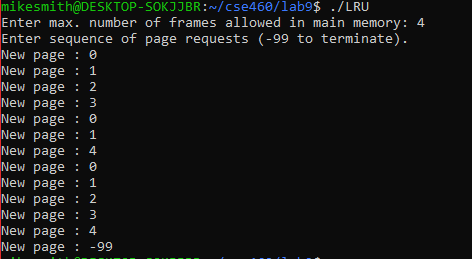 mikesmith@DESKTOP-SOKJJBR:~/cse460/lab9$ ./LRU
Enter max. number of frames allowed in main memory: 4
Enter sequence of page requests (-99 to terminate).
New page : 0
New page : 1
New page : 2
New page : 3
New page : 0
New page : 1
New page : 4
New page : 0
New page : 1
New page : 2
New page : 3
New page : 4
New page : -99